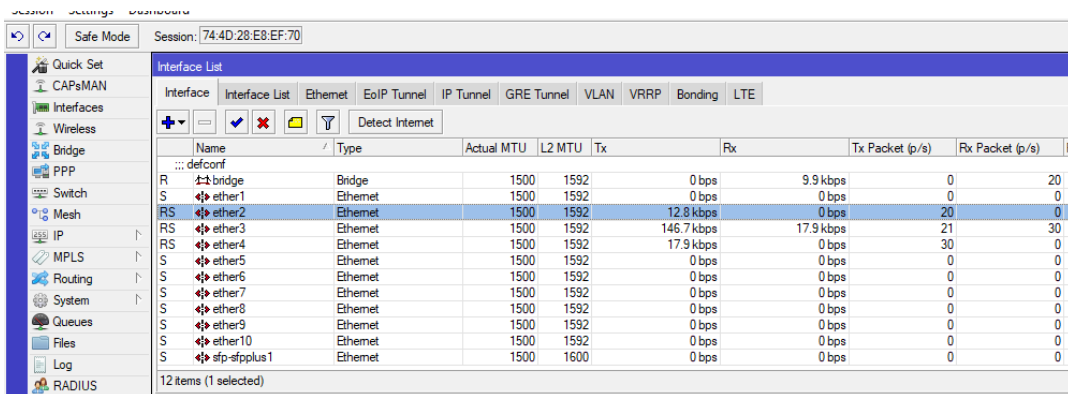 Session Settings Dashboard
Safe Mode Session: 74:4D:28:E8:EF:70
Quick Set
CAPsMAN
Interfaces
Wireless
Bridge
PPP
Switch
Mesh
IP
MPLS
Routing
System
Queues
Files
Log
RADIUS
Interface List
Interface Interface List Ethernet EoIP Tunnel IP Tunnel GRE Tunnel VLAN VRRP Bonding LTE
Detect Internet
Name Type Actual MTU L2 MTU Tx Rx Tx Packet (p/s) Rx Packet (p/s)
;;; defconf
R bridge Bridge 1500 1592 0 bps 9.9 kbps 0 20
S ether1 Ethernet 1500 1592 0 bps 0 bps 0 0
RS ether2 Ethernet 1500 1592 12.8 kbps 0 bps 20 0
RS ether3 Ethernet 1500 1592 146.7 kbps 17.9 kbps 21 30
RS ether4 Ethernet 1500 1592 17.9 kbps 0 bps 30 0
S ether5 Ethernet 1500 1592 0 bps 0 bps 0 0
S ether6 Ethernet 1500 1592 0 bps 0 bps 0 0
S ether7 Ethernet 1500 1592 0 bps 0 bps 0 0
S ether8 Ethernet 1500 1592 0 bps 0 bps 0 0
S ether9 Ethernet 1500 1592 0 bps 0 bps 0 0
S ether10 Ethernet 1500 1592 0 bps 0 bps 0 0
S sfp-sfpplus1 Ethernet 1500 1600 0 bps 0 bps 0 0
12 items (1 selected)